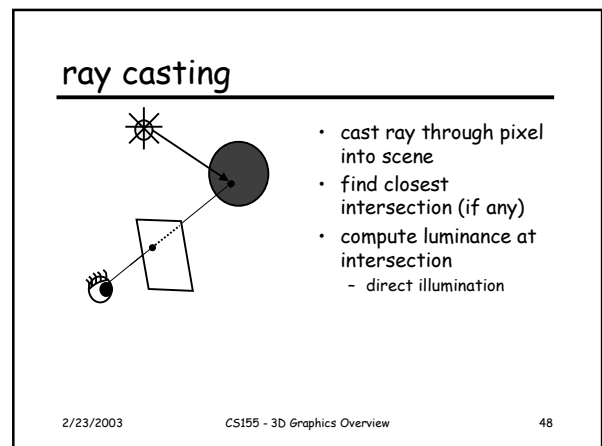 ray casting
• cast ray through pixel
into scene
• find closest
intersection (if any)
• compute luminance at
intersection
– direct illumination
2/23/2003 CS155 - 3D Graphics Overview 48